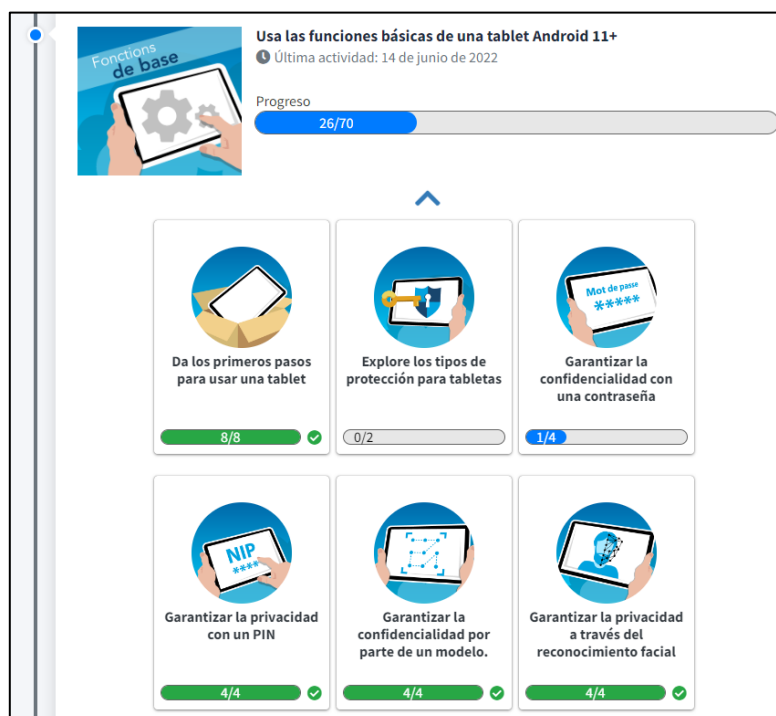 Fonctions
de base
Usa las funciones básicas de una tablet Android 11+
Última actividad: 14 de junio de 2022
Progreso
26/70
Da los primeros pasos
para usar una tablet
8/8
Explore los tipos de
protección para tabletas
0/2
Mot de passe
*****
Garantizar la
confidencialidad con
una contraseña
1/4
NIP
****
Garantizar la privacidad
con un PIN
4/4
Garantizar la
confidencialidad por
parte de un modelo.
4/4
Garantizar la privacidad
a través del
reconocimiento facial
4/4